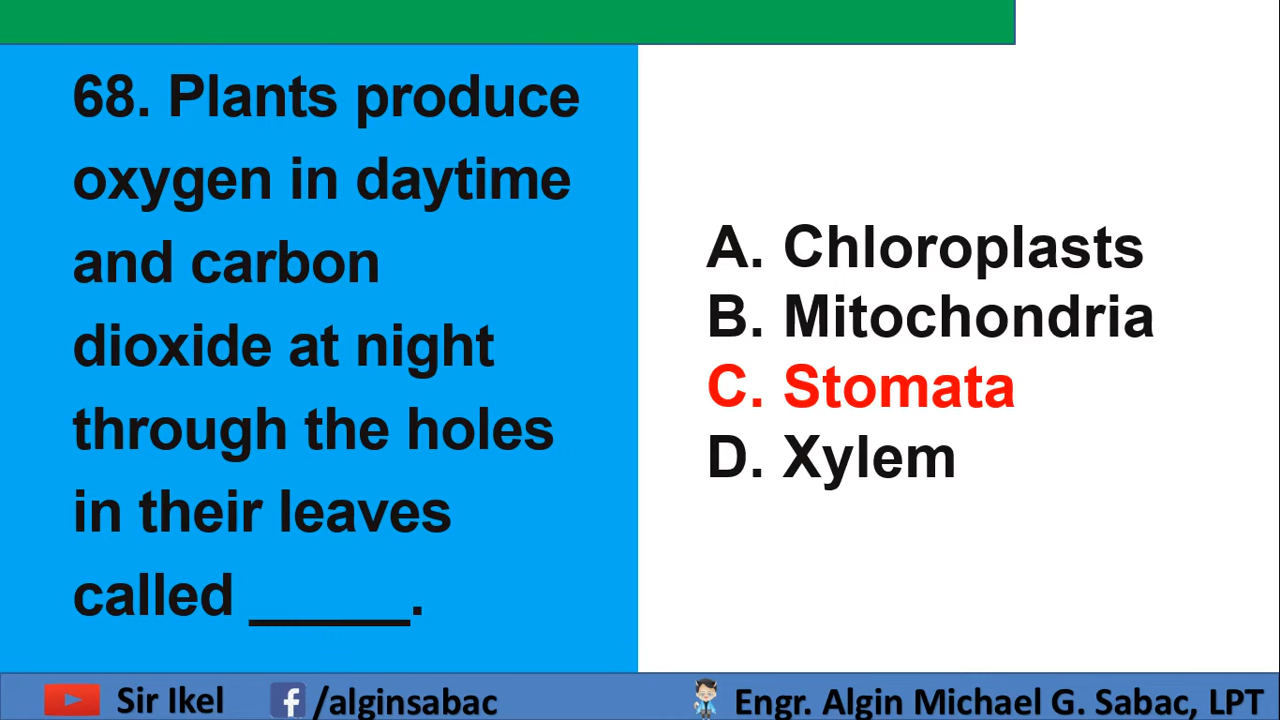 68. Plants produce
oxygen in daytime
and carbon
dioxide at night
through the holes
in their leaves
called _____.
A. Chloroplasts
B. Mitochondria
C. Stomata
D. Xylem
Sir Ikel
/alginsabac
Engr. Algin Michael G. Sabac, LPT